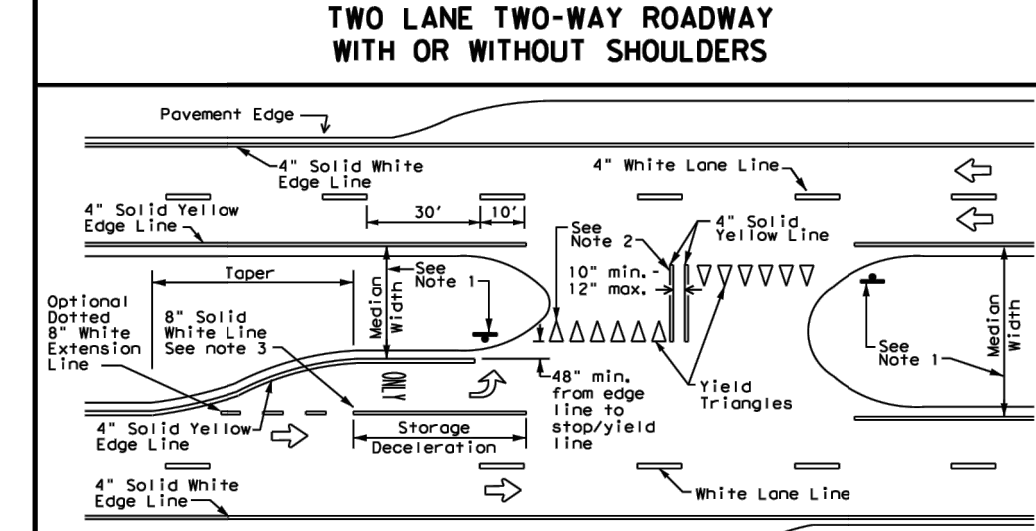 TWO LANE TWO-WAY ROADWAY
WITH OR WITHOUT SHOULDERS
Pavement Edge
4" Solid White
Edge Line
4" White Lane Line
4" Solid Yellow
Edge Line
30'
10'
See
Note 2
4" Solid
Yellow Line
Taper
See
Note 1
10" min.
12" max.
Median
Width
Optional
Dotted
8" White
Extension
Line
8" Solid
White Line
See note 3
ONLY
48" min.
from edge
line to
stop/yield
line
Yield
Triangles
See
Note 1
Median
Width
4" Solid Yellow
Edge Line
Storage
Deceleration
4" Solid White
Edge Line
White Lane Line